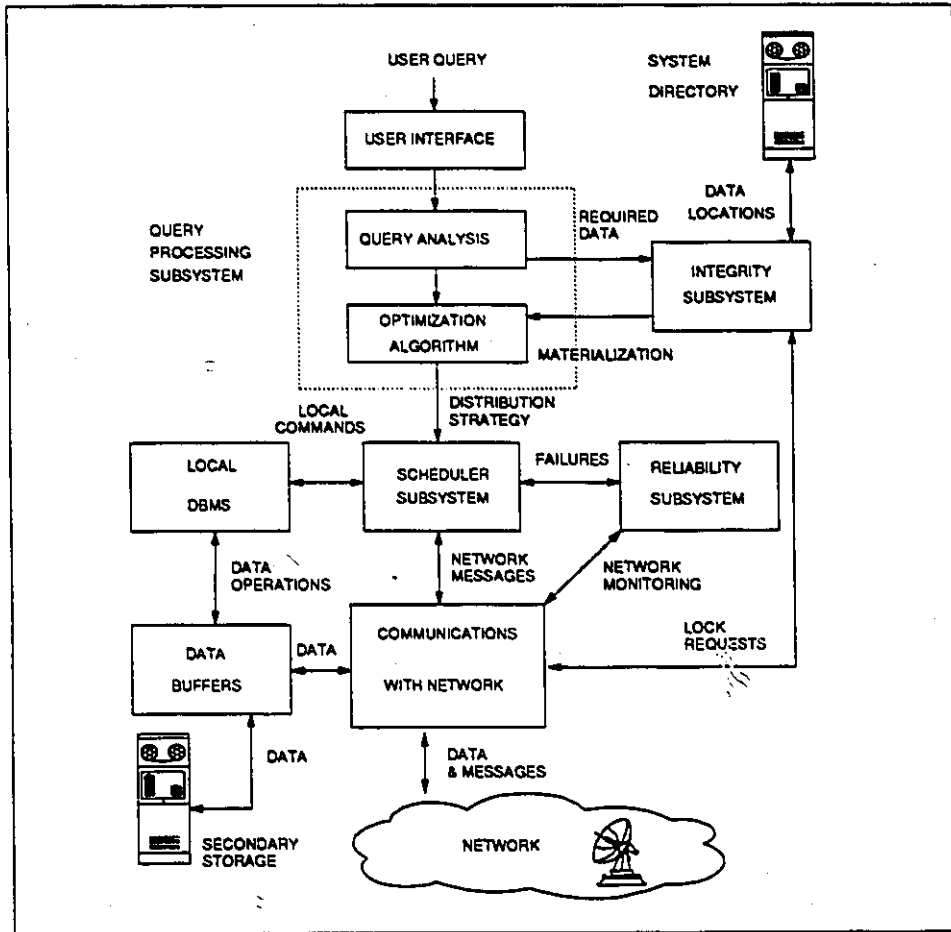 USER QUERY
SYSTEM
DIRECTORY
USER INTERFACE
DATA
LOCATIONS
QUERY
PROCESSING
SUBSYSTEM
QUERY ANALYSIS
REQUIRED
DATA
INTEGRITY
SUBSYSTEM
OPTIMIZATION
ALGORITHM
MATERIALIZATION
DISTRIBUTION
STRATEGY
LOCAL
COMMANDS
LOCAL
DBMS
SCHEDULER
SUBSYSTEM
FAILURES
RELIABILITY
SUBSYSTEM
DATA
OPERATIONS
NETWORK
MESSAGES
NETWORK
MONITORING
LOCK
REQUESTS
DATA
BUFFERS
DATA
COMMUNICATIONS
WITH NETWORK
DATA
DATA
& MESSAGES
SECONDARY
STORAGE
NETWORK